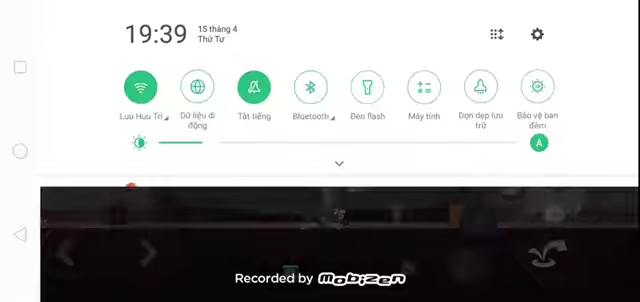 19:39
15 tháng 4
Thứ Tư
Lưu Huu Tri
Dữ liệu di động
Tắt tiếng
Bluetooth
Đèn flash
Máy tính
Dọn dẹp lưu trữ
Bảo vệ ban đêm
A
Recorded by MOBIZEN